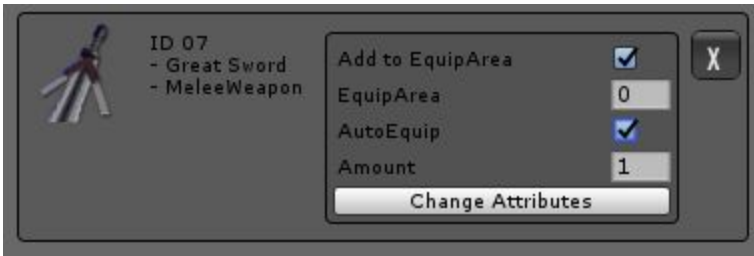 ID 07
- Great Sword
- MeleeWeapon
Add to EquipArea
EquipArea 0
AutoEquip
Amount 1
Change Attributes
X